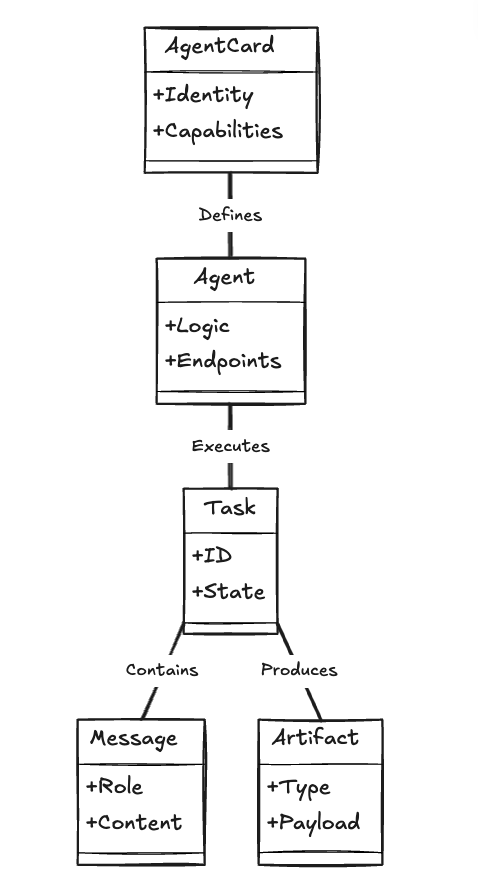 AgentCard
+Identity
+Capabilities
Defines
Agent
+Logic
+Endpoints
Executes
Task
+ID
+State
Contains
Produces
Message
+Role
+Content
Artifact
+Type
+Payload